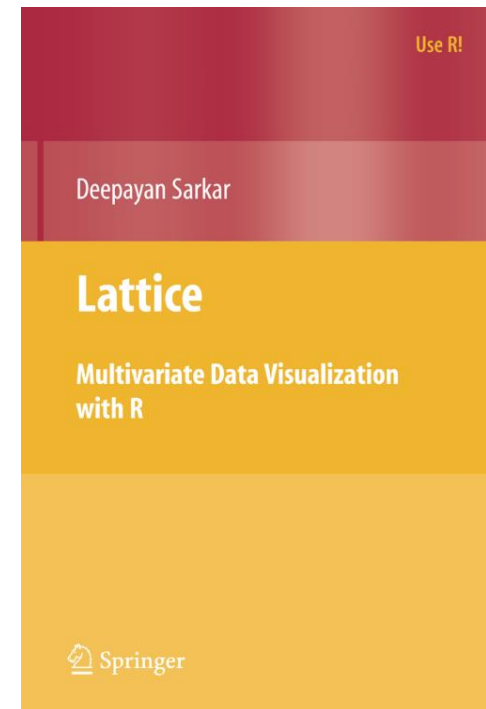 Use R!
Deepayan Sarkar
Lattice
Multivariate Data Visualization
with R
Springer